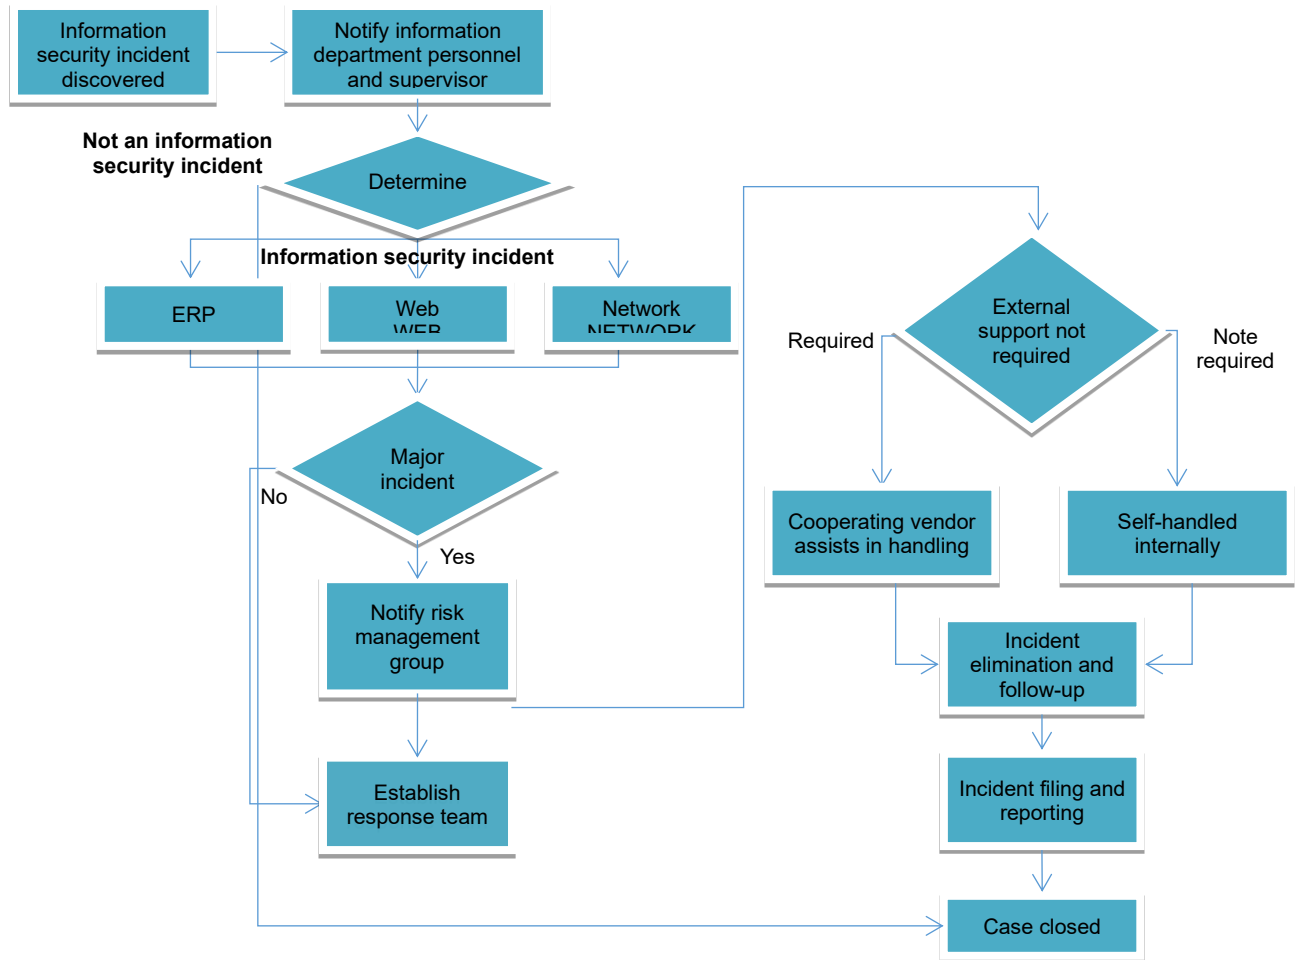 Information
security incident
discovered
Notify information
department personnel
and supervisor
Not an information
security incident
Determine
Information security incident
ERP
Web
WEB
Network
NETWORK
Major
incident
No
Yes
Notify risk
management
group
Establish
response team
External
support not
required
Required
Note
required
Cooperating vendor
assists in handling
Self-handled
internally
Incident
elimination and
follow-up
Incident filing and
reporting
Case closed